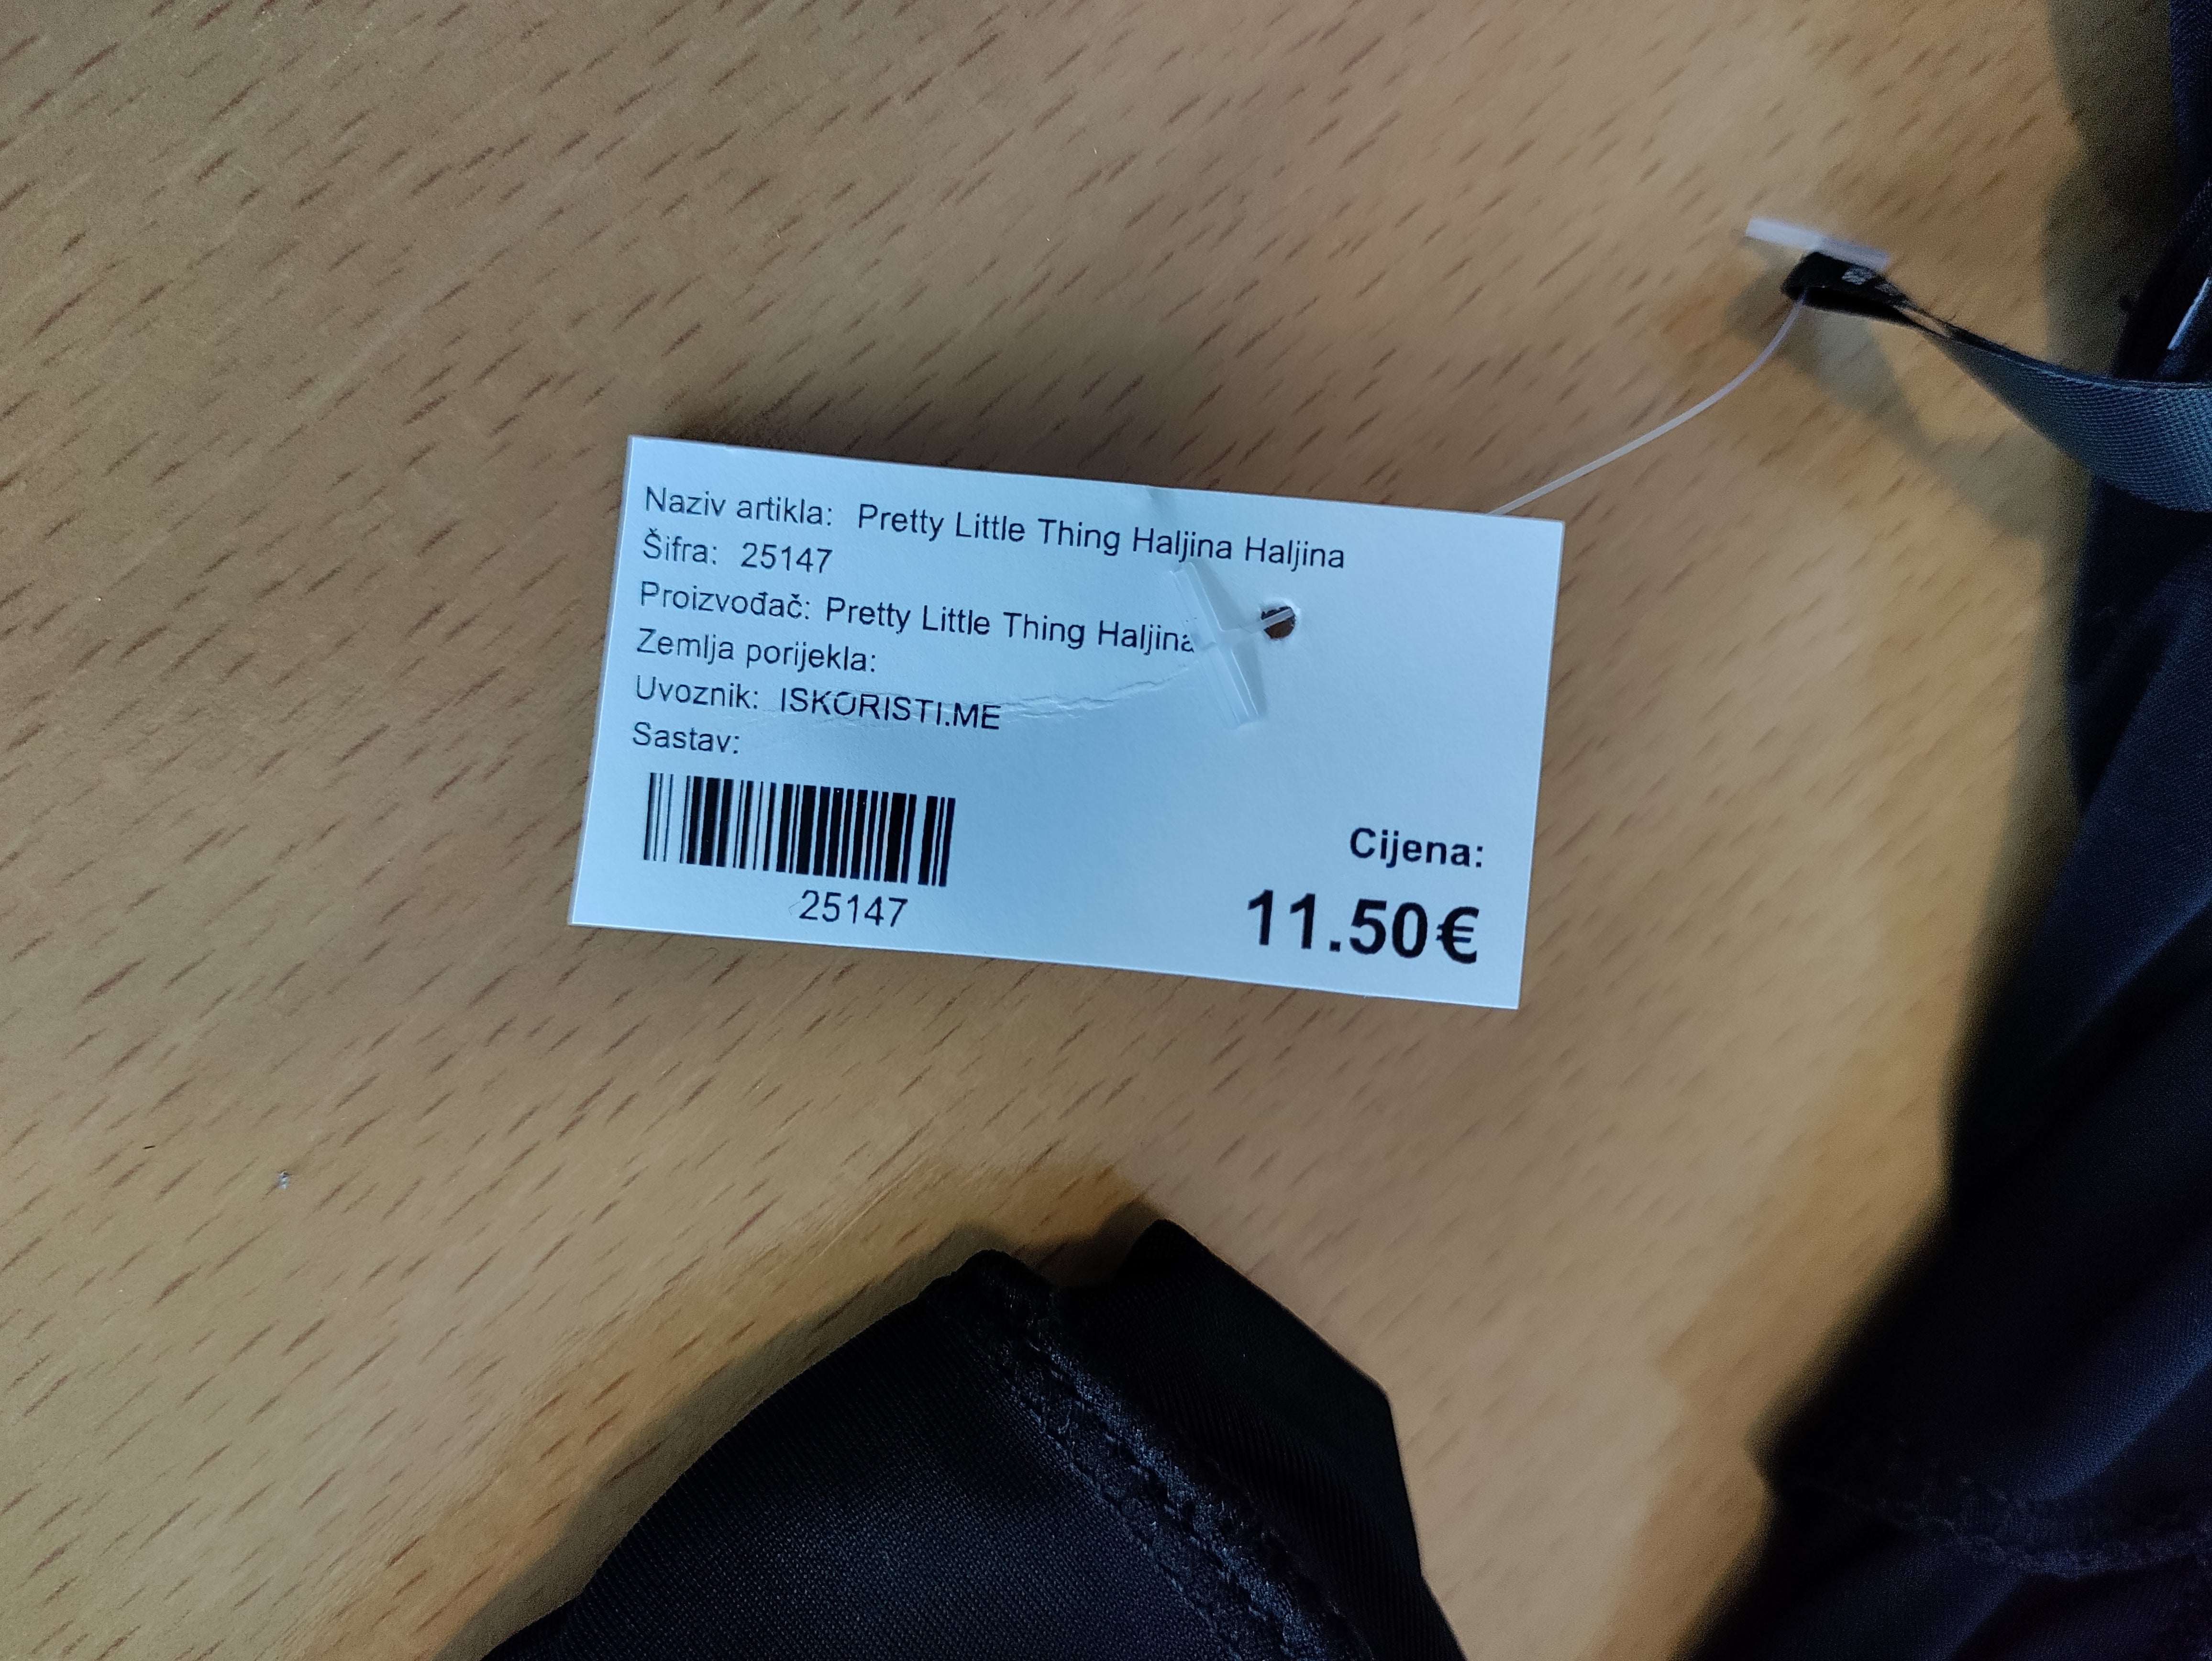 Naziv artikla: Pretty Little Thing Haljina Haljina
Šifra: 25147
Proizvođač: Pretty Little Thing Haljina
Zemlja porijekla:
Uvoznik: ISKORISTI.ME
Sastav:
25147
Cijena:
11.50€